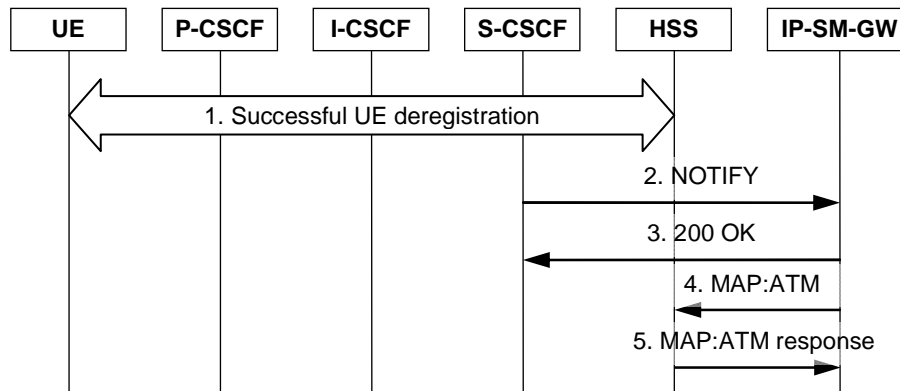 UE P-CSCF I-CSCF S-CSCF HSS IP-SM-GW
1. Successful UE deregistration
2. NOTIFY
3. 200 OK
4. MAP:ATM
5. MAP:ATM response